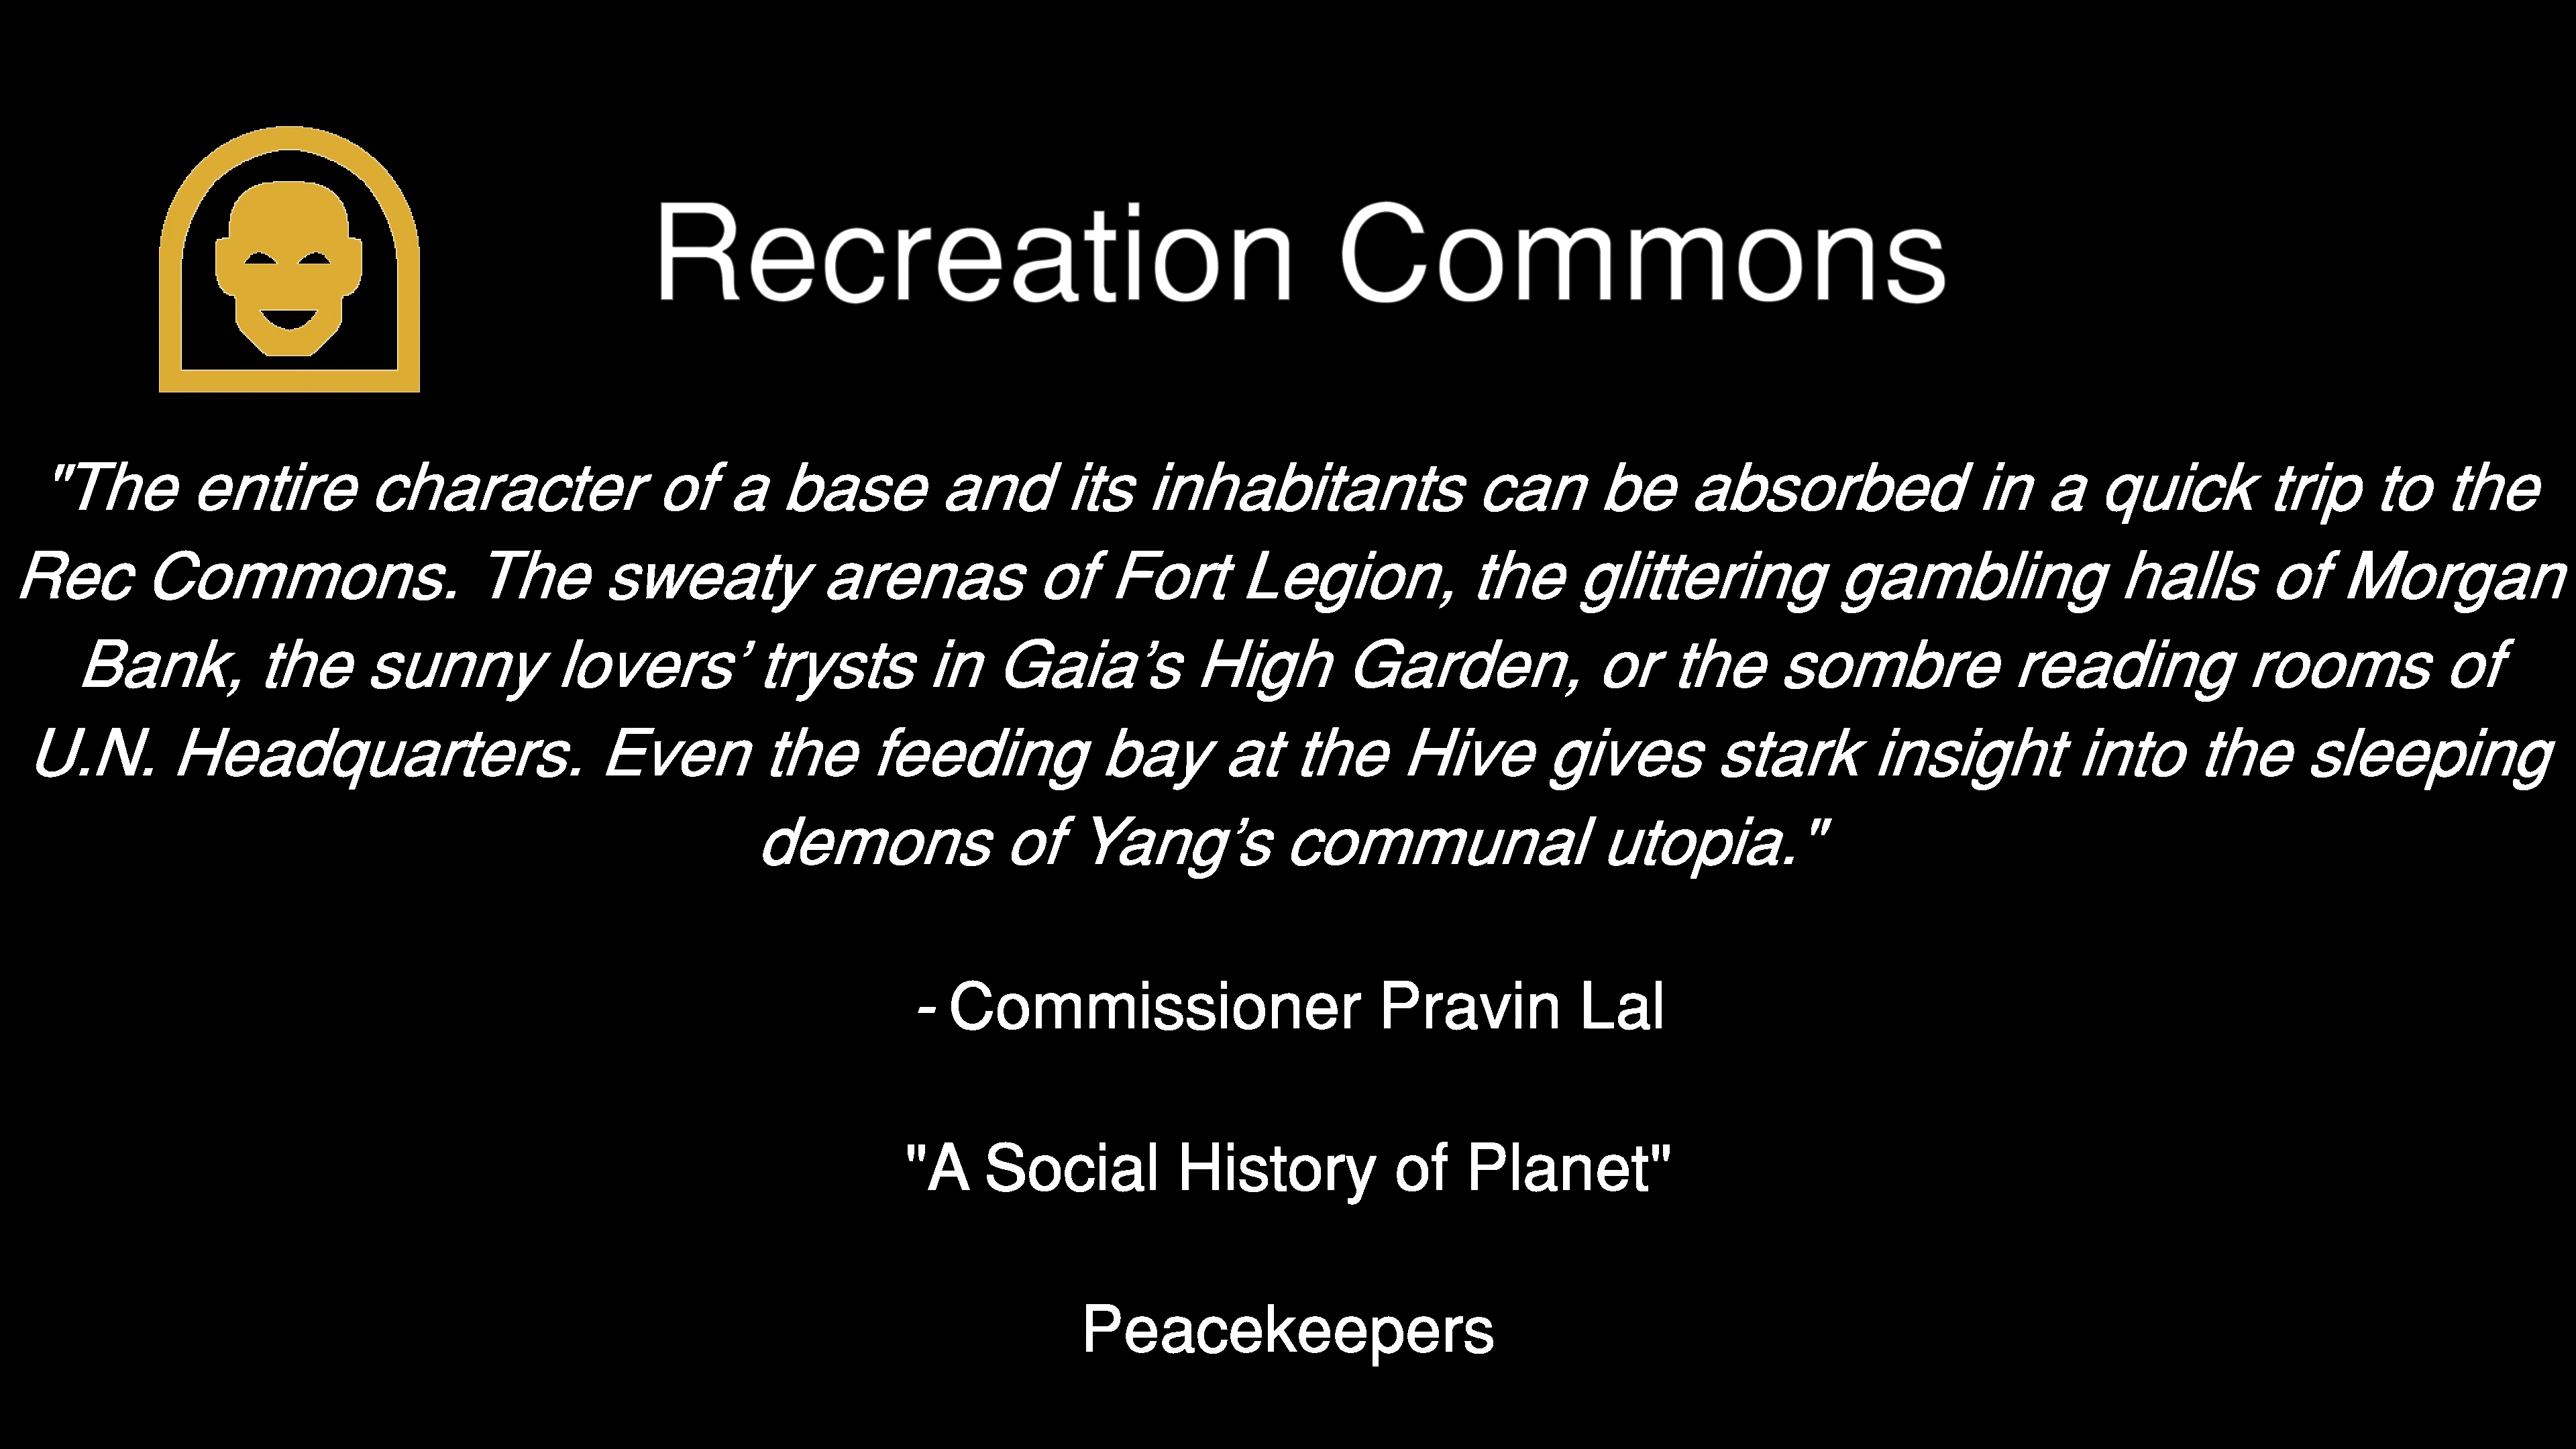 Recreation Commons
"The entire character of a base and its inhabitants can be absorbed in a quick trip to the
Rec Commons. The sweaty arenas of Fort Legion, the glittering gambling halls of Morgan
Bank, the sunny lovers’ trysts in Gaia’s High Garden, or the sombre reading rooms of
U.N. Headquarters. Even the feeding bay at the Hive gives stark insight into the sleeping
demons of Yang’s communal utopia."
- Commissioner Pravin Lal
"A Social History of Planet"
Peacekeepers